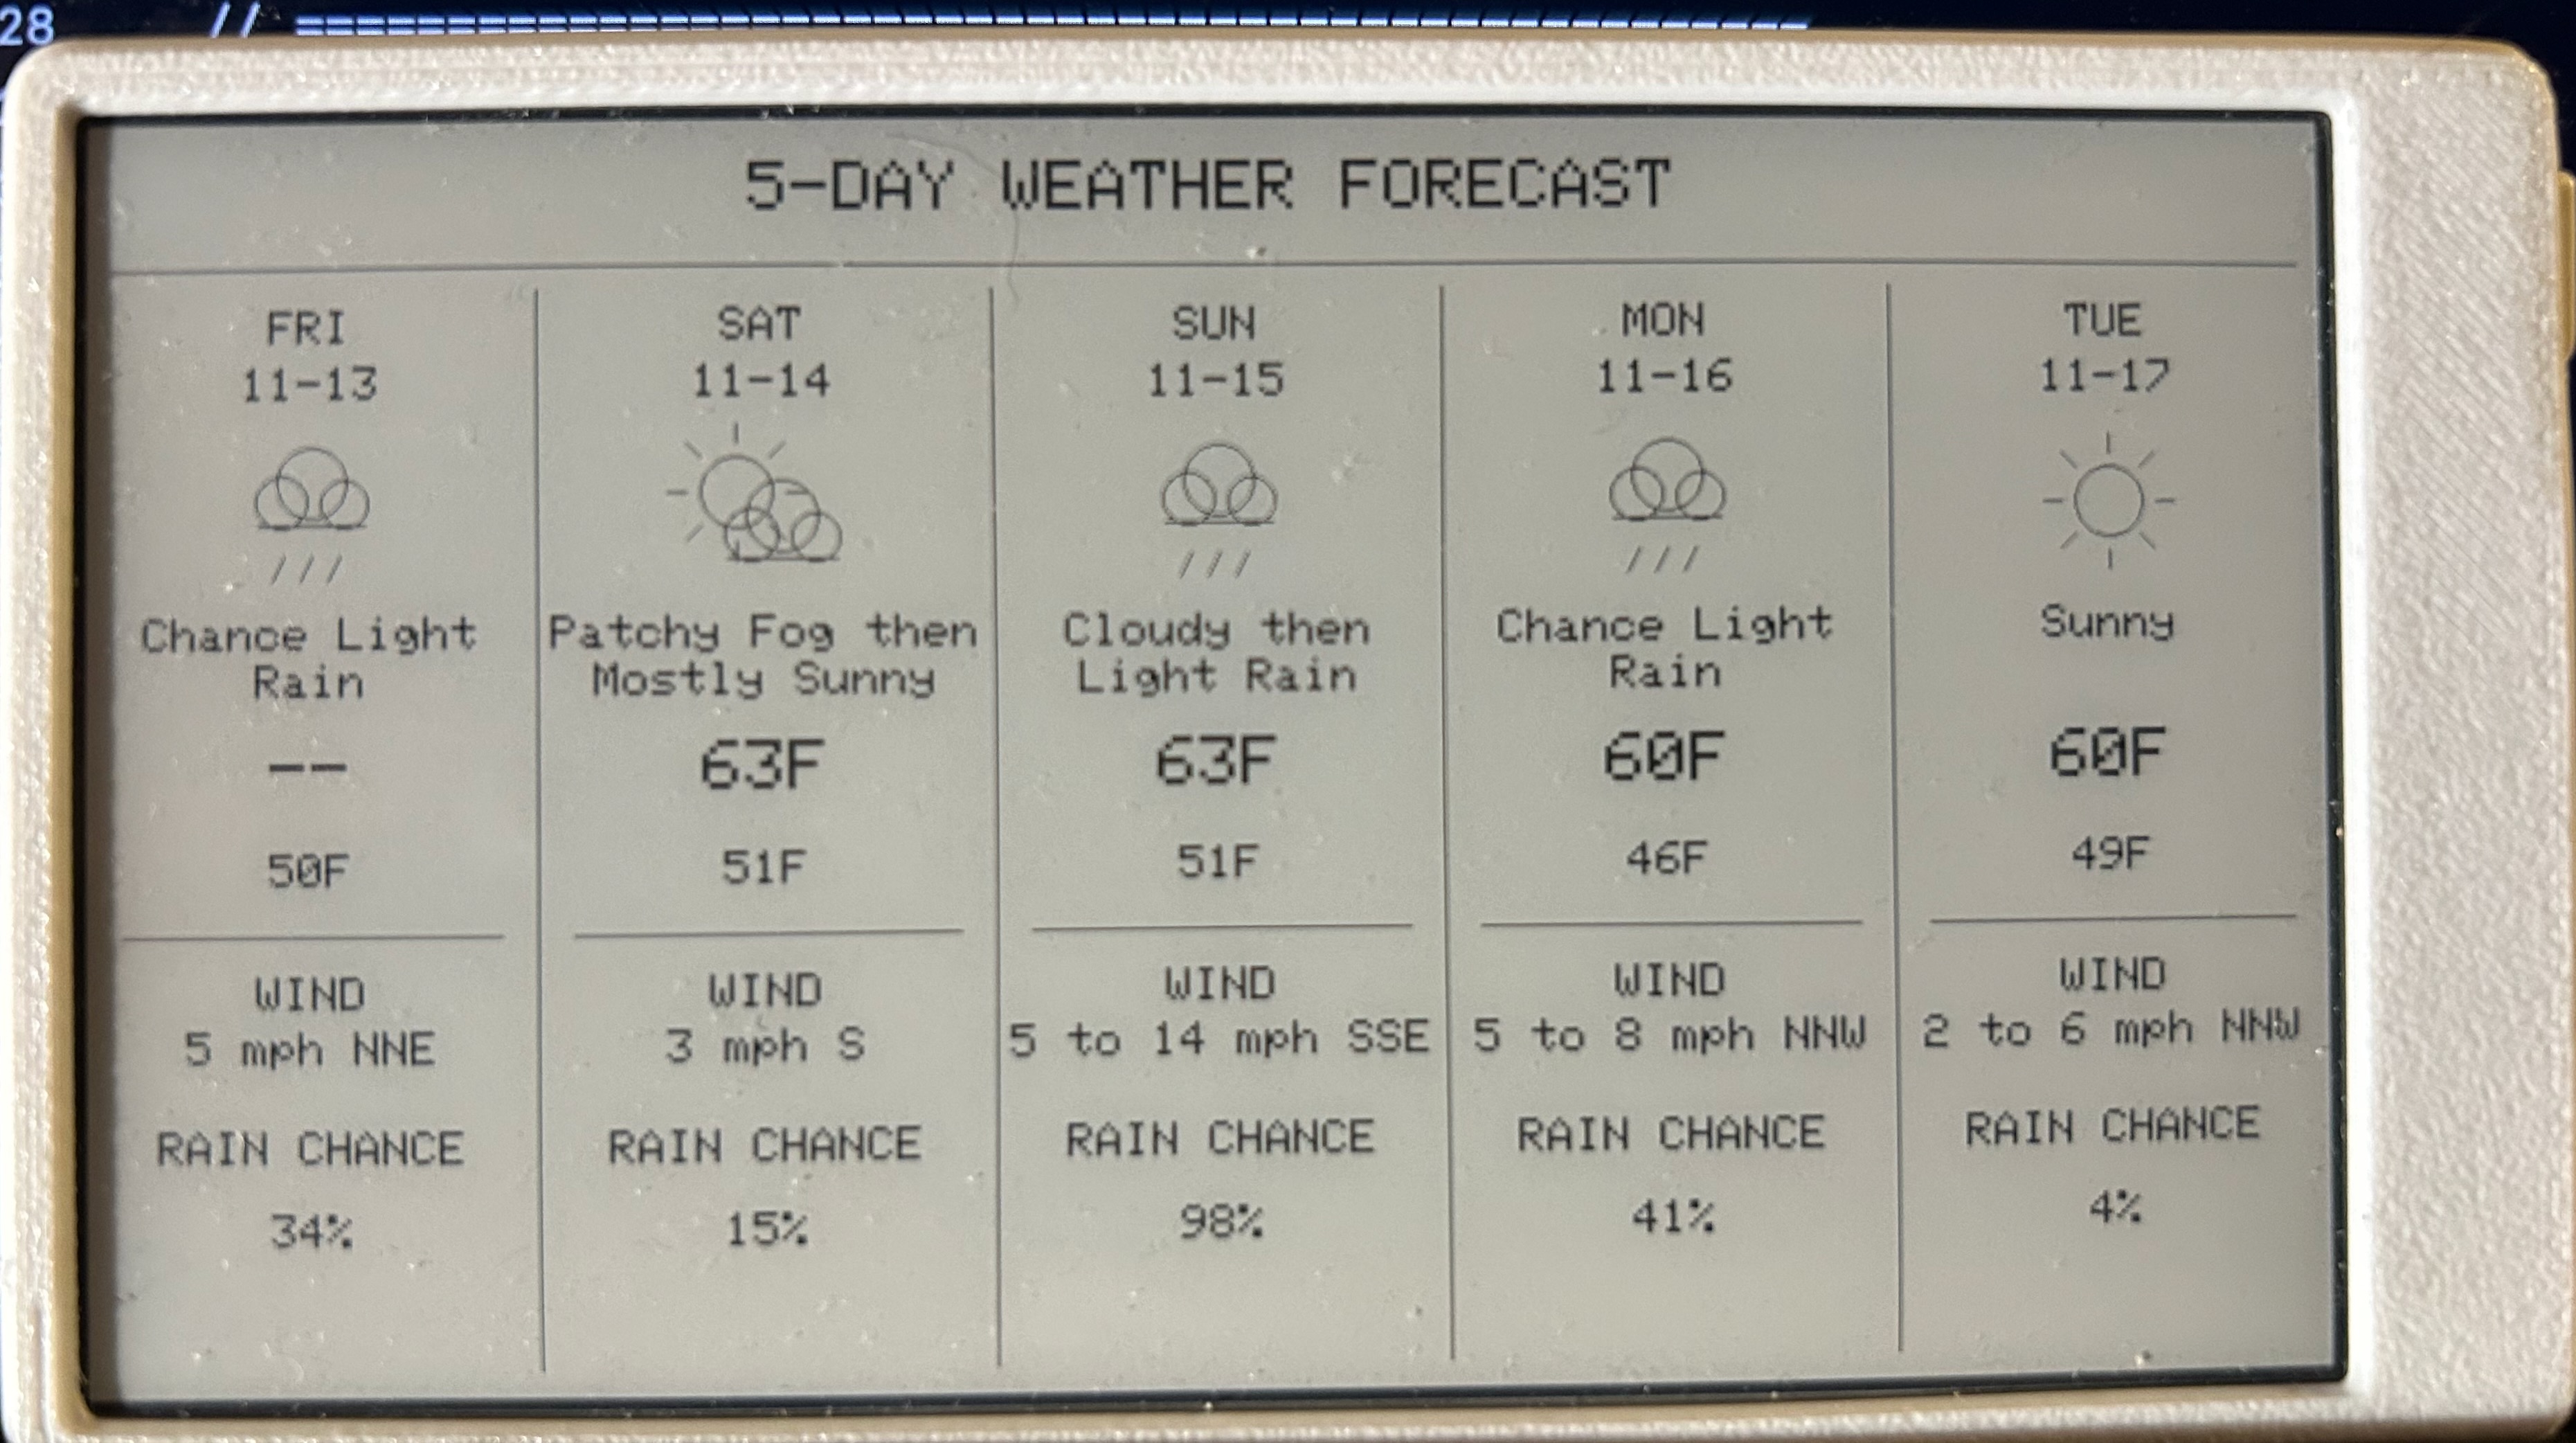 28 //
5-DAY WEATHER FORECAST
FRI
11-13
Chance Light
Rain
--
50F
WIND
5 mph NNE
RAIN CHANCE
34%
SAT
11-14
Patchy Fog then
Mostly Sunny
63F
51F
WIND
3 mph S
RAIN CHANCE
15%
SUN
11-15
Cloudy then
Light Rain
63F
51F
WIND
5 to 14 mph SSE
RAIN CHANCE
98%
MON
11-16
Chance Light
Rain
60F
46F
WIND
5 to 8 mph NNW
RAIN CHANCE
41%
TUE
11-17
Sunny
60F
49F
WIND
2 to 6 mph NNW
RAIN CHANCE
4%